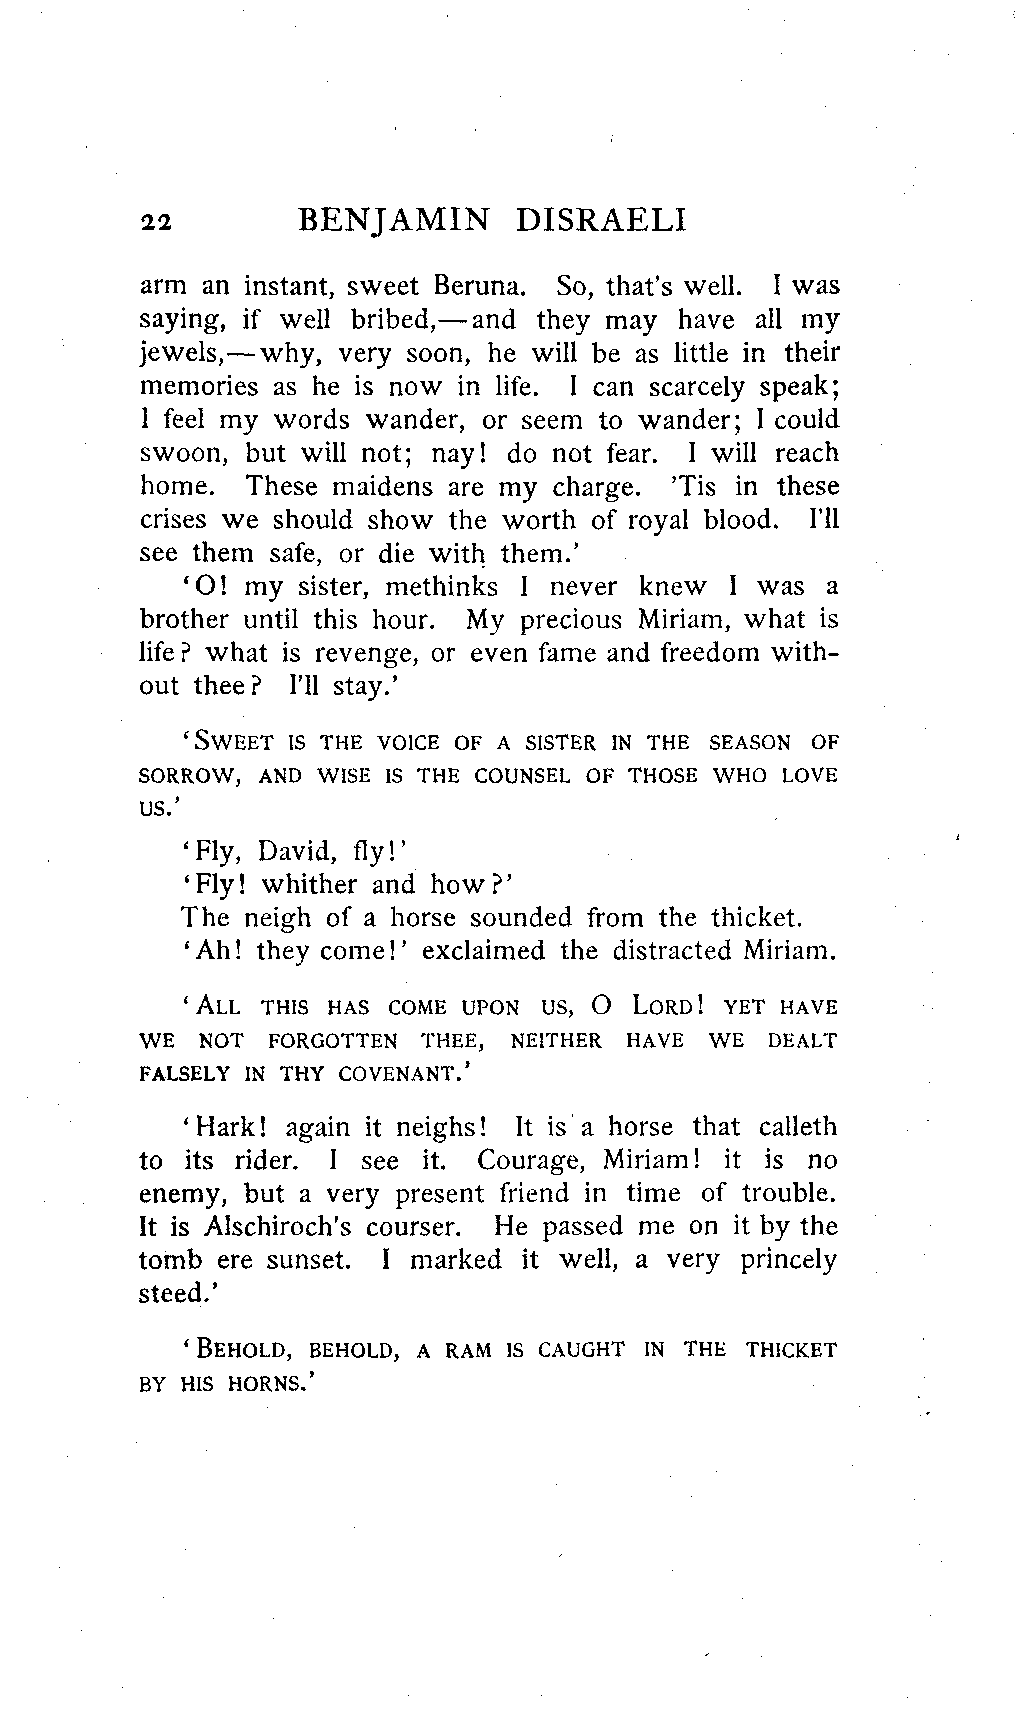 22 BENJAMIN DISRAELI
arm an instant, sweet Beruna. So, that's well. I was
saying, if well bribed,—and they may have all my
jewels,—why, very soon, he will be as little in their
memories as he is now in life. I can scarcely speak;
I feel my words wander, or seem to wander; I could
swoon, but will not; nay! do not fear. I will reach
home. These maidens are my charge. 'Tis in these
crises we should show the worth of royal blood. I'll
see them safe, or die with them.'
'O! my sister, methinks I never knew I was a
brother until this hour. My precious Miriam, what is
life? what is revenge, or even fame and freedom with-
out thee? I'll stay.'
'SWEET IS THE VOICE OF A SISTER IN THE SEASON OF
SORROW, AND WISE IS THE COUNSEL OF THOSE WHO LOVE
US.'
'Fly, David, fly!'
'Fly! whither and how?'
The neigh of a horse sounded from the thicket.
'Ah! they come!' exclaimed the distracted Miriam.
'ALL THIS HAS COME UPON US, O LORD! YET HAVE
WE NOT FORGOTTEN THEE, NEITHER HAVE WE DEALT
FALSELY IN THY COVENANT.'
'Hark! again it neighs! It is a horse that calleth
to its rider. I see it. Courage, Miriam! it is no
enemy, but a very present friend in time of trouble.
It is Alschiroch's courser. He passed me on it by the
tomb ere sunset. I marked it well, a very princely
steed.'
'BEHOLD, BEHOLD, A RAM IS CAUGHT IN THE THICKET
BY HIS HORNS.'